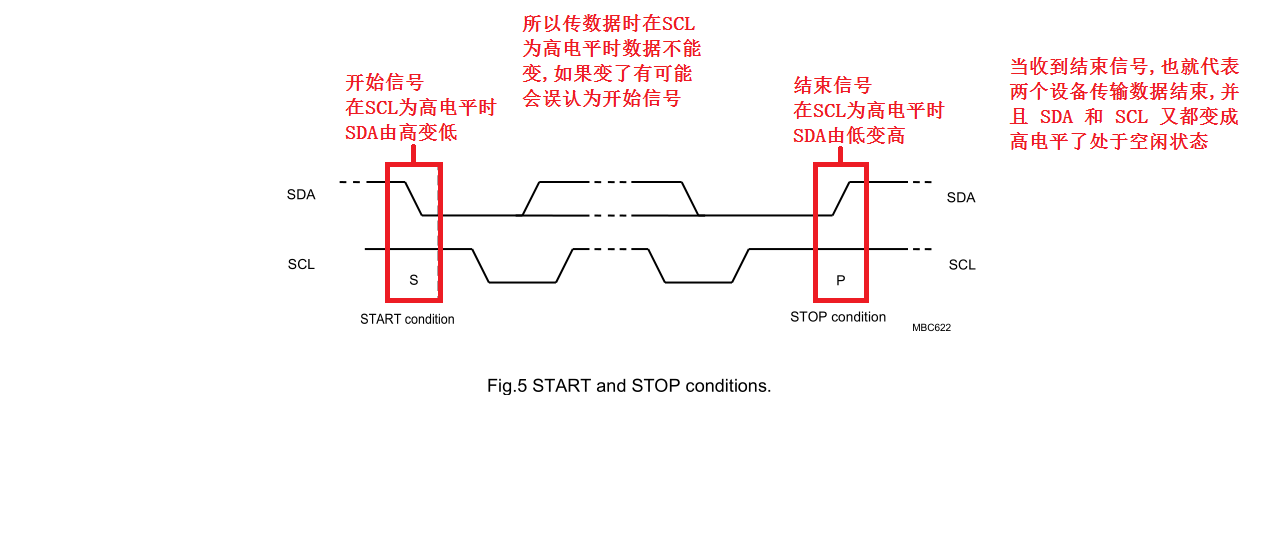 所以传数据时在SCL
为高电平时数据不能
变,如果变了有可能
会误认为开始信号
开始信号
在SCL为高电平时
SDA由高变低
结束信号
在SCL为高电平时
SDA由低变高
当收到结束信号,也就代表
两个设备传输数据结束,并
且 SDA 和 SCL 又都变成
高电平了处于空闲状态
SDA
SDA
SCL
SCL
S
P
START condition
STOP condition
MBC622
Fig.5 START and STOP conditions.